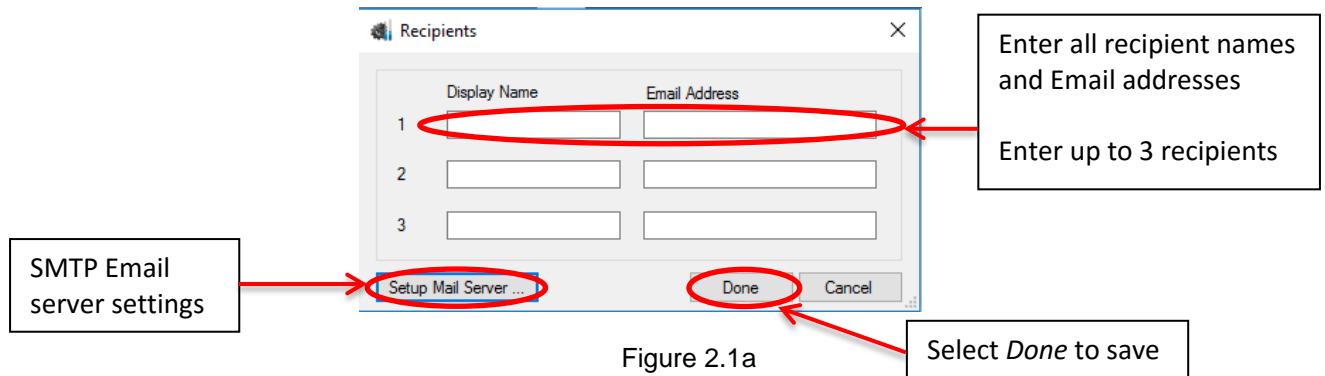 Recipients
Display Name Email Address
1
2
3
Setup Mail Server ... Done Cancel
Enter all recipient names
and Email addresses
Enter up to 3 recipients
SMTP Email
server settings
Select Done to save
Figure 2.1a